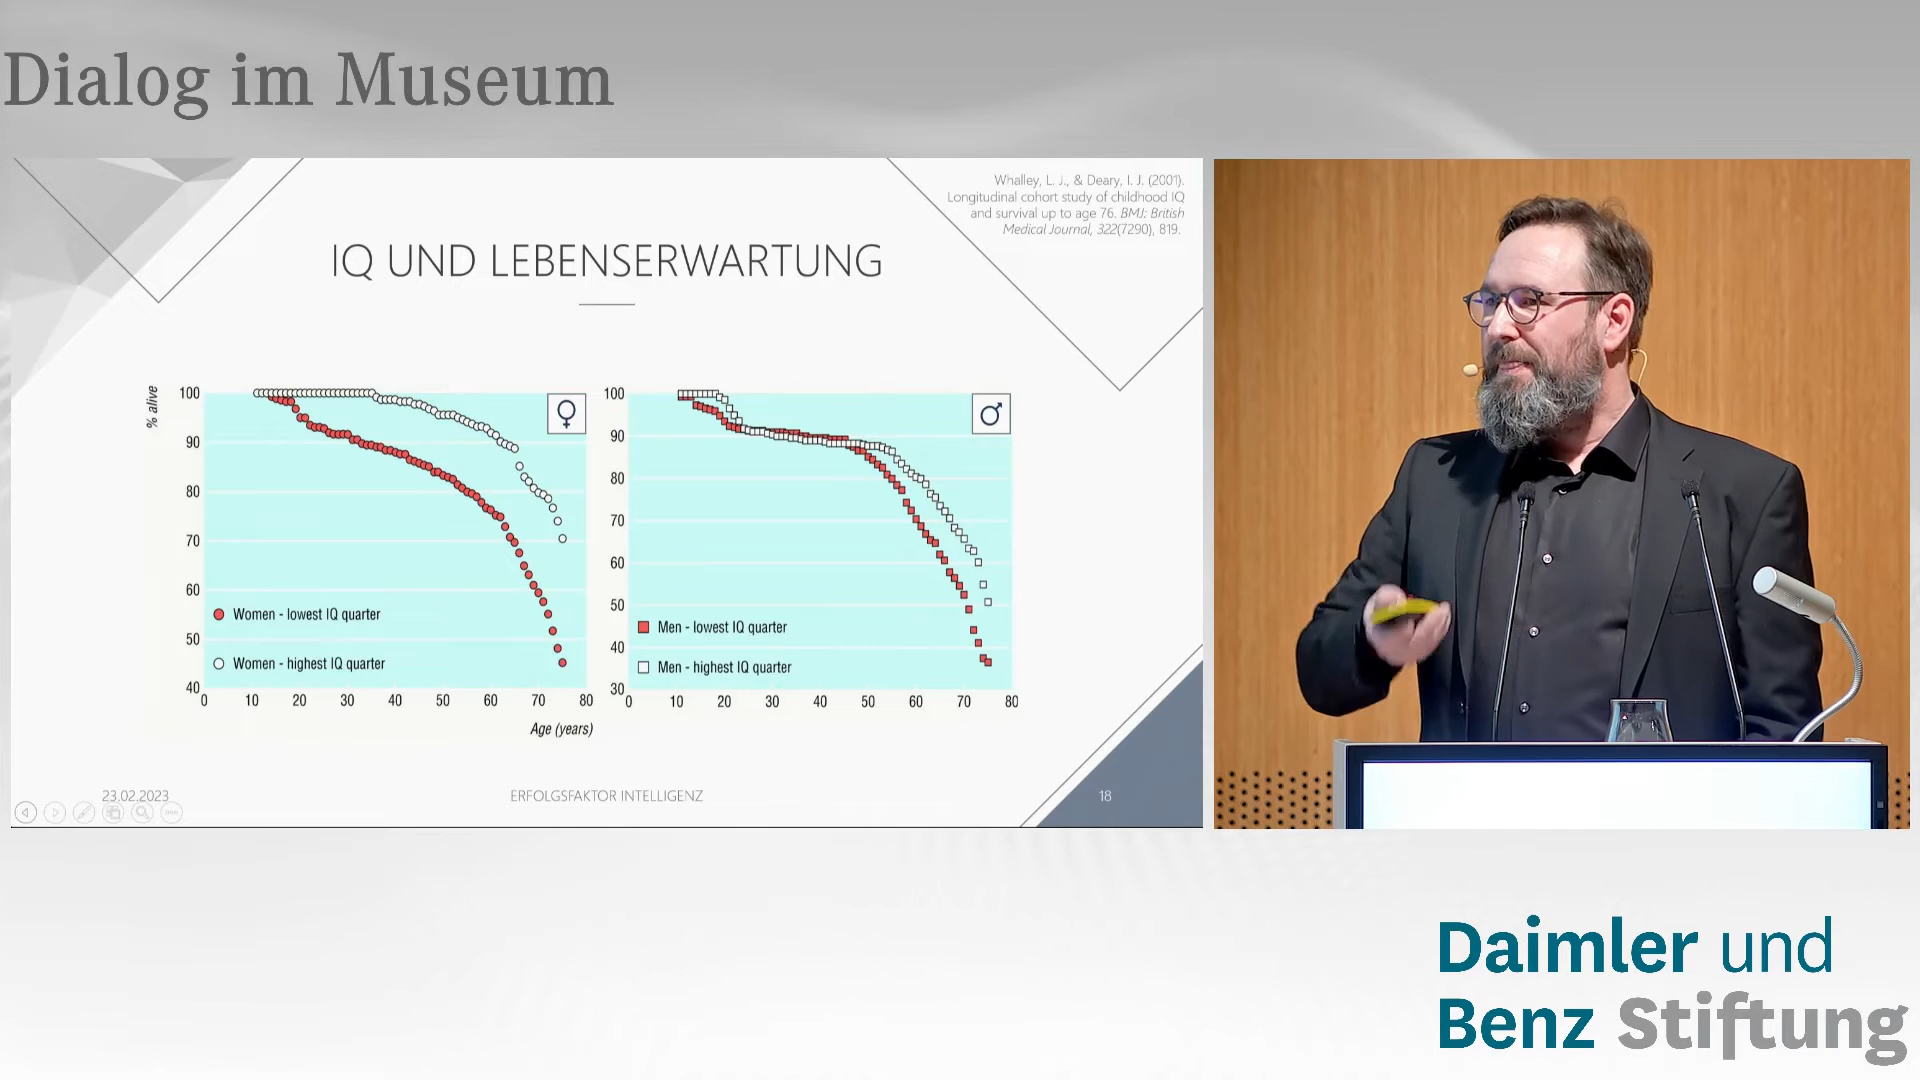 Dialog im Museum
Whalley, L. J., & Deary, I. J. (2001).
Longitudinal cohort study of childhood IQ
and survival up to age 76. BMJ: British
Medical Journal, 322(7290), 819.
IQ UND LEBENSERWARTUNG
% alive
100
90
80
70
60
50
40
♀
Women - lowest IQ quarter
Women - highest IQ quarter
0 10 20 30 40 50 60 70 80
Age (years)
100
90
80
70
60
50
40
30
♂
Men - lowest IQ quarter
Men - highest IQ quarter
0 10 20 30 40 50 60 70 80
23.02.2023
ERFOLGSFAKTOR INTELLIGENZ
18
Daimler und
Benz Stiftung